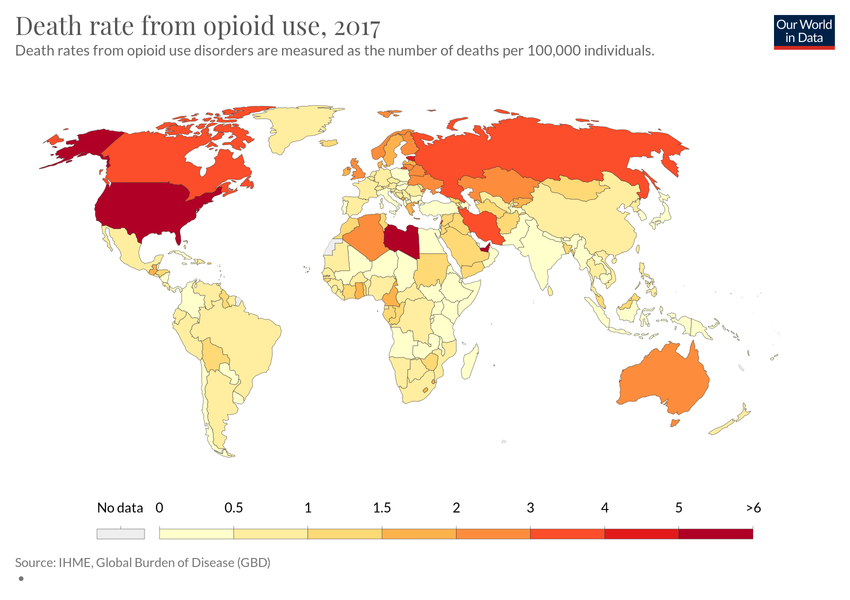 Death rate from opioid use, 2017
Death rates from opioid use disorders are measured as the number of deaths per 100,000 individuals.
Our World
in Data
No data 0 0.5 1 1.5 2 3 4 5 >6
Source: IHME, Global Burden of Disease (GBD)